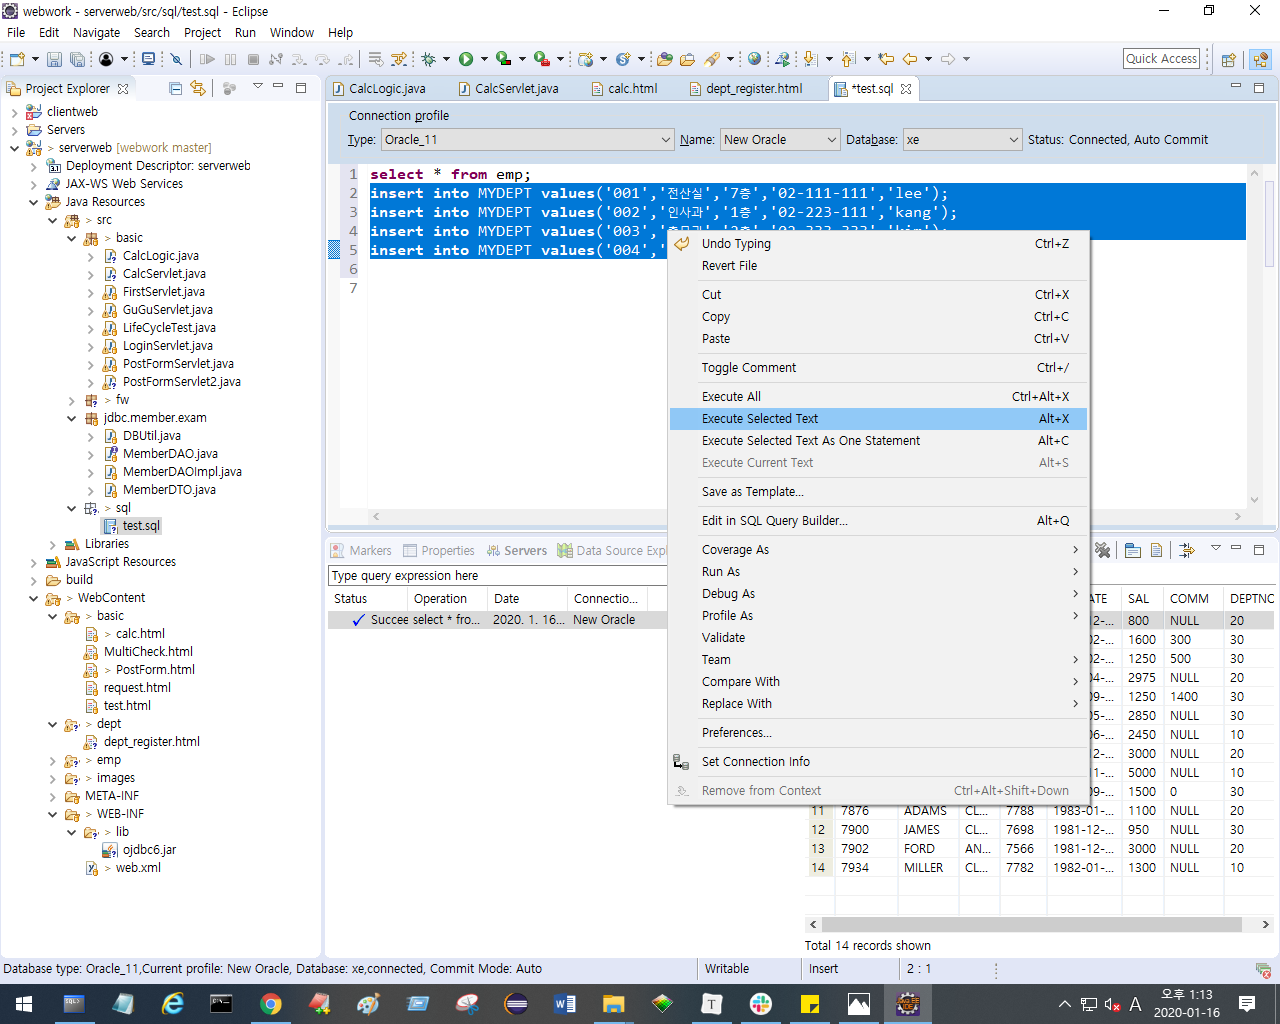 webwork - serverweb/src/sql/test.sql - Eclipse
File Edit Navigate Search Project Run Window Help
Quick Access
Project Explorer
clientweb
Servers
> serverweb [webwork master]
Deployment Descriptor: serverweb
JAX-WS Web Services
Java Resources
> src
> basic
CalcLogic.java
CalcServlet.java
FirstServlet.java
GuGuServlet.java
LifeCycleTest.java
LoginServlet.java
PostFormServlet.java
PostFormServlet2.java
> fw
jdbc.member.exam
DBUtil.java
MemberDAO.java
MemberDAOImpl.java
MemberDTO.java
> sql
test.sql
Libraries
JavaScript Resources
build
> WebContent
> basic
> calc.html
MultiCheck.html
> PostForm.html
request.html
test.html
> dept
dept_register.html
> emp
> images
META-INF
> WEB-INF
> lib
ojdbc6.jar
> web.xml
CalcLogic.java CalcServlet.java calc.html dept_register.html *test.sql
Connection profile
Type: Oracle_11 Name: New Oracle Database: xe Status: Connected, Auto Commit
1 select * from emp;
2 insert into MYDEPT values('001','전산실','7층','02-111-111','lee');
3 insert into MYDEPT values('002','인사과','1층','02-223-111','kang');
4 insert into MYDEPT values('003','총무과','2층','02-333-333','kim');
5 insert into MYDEPT values('004','
6
7
Undo Typing Ctrl+Z
Revert File
Cut Ctrl+X
Copy Ctrl+C
Paste Ctrl+V
Toggle Comment Ctrl+/
Execute All Ctrl+Alt+X
Execute Selected Text Alt+X
Execute Selected Text As One Statement Alt+C
Execute Current Text Alt+S
Save as Template...
Edit in SQL Query Builder... Alt+Q
Coverage As
Run As
Debug As
Profile As
Validate
Team
Compare With
Replace With
Preferences...
Set Connection Info
Remove from Context Ctrl+Alt+Shift+Down
Markers Properties Servers Data Source Expl
Type query expression here
Status Operation Date Connectio...
Succee select * fro... 2020. 1. 16... New Oracle
ATE SAL COMM DEPTNO
12-... 800 NULL 20
02-... 1600 300 30
02-... 1250 500 30
04-... 2975 NULL 20
09-... 1250 1400 30
05-... 2850 NULL 30
06-... 2450 NULL 10
12-... 3000 NULL 20
11-... 5000 NULL 10
09-... 1500 0 30
11 7876 ADAMS CL... 7788 1983-01-... 1100 NULL 20
12 7900 JAMES CL... 7698 1981-12-... 950 NULL 30
13 7902 FORD AN... 7566 1981-12-... 3000 NULL 20
14 7934 MILLER CL... 7782 1982-01-... 1300 NULL 10
Total 14 records shown
Database type: Oracle_11,Current profile: New Oracle, Database: xe,connected, Commit Mode: Auto
Writable Insert 2 : 1
A 오후 1:13
2020-01-16